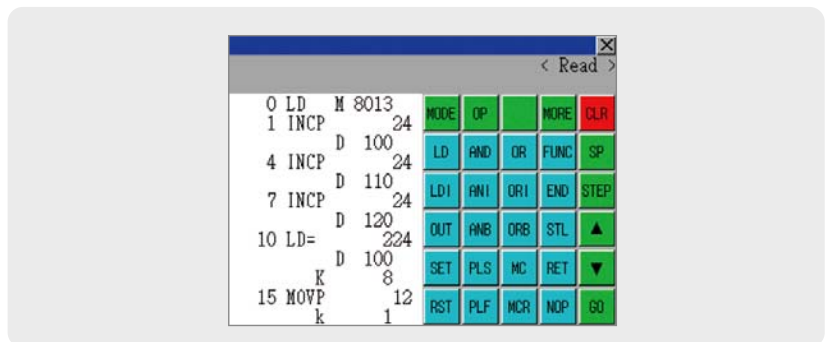 < Read >
0 LD M 8013
1 INCP 24
D 100
4 INCP 24
D 110
7 INCP 24
D 120
10 LD= 224
D 100
K 8
15 MOVP 12
k 1
MODE OP MORE CLR
LD AND OR FUNC SP
LDI ANI ORI END STEP
OUT ANB ORB STL ▲
SET PLS MC RET ▼
RST PLF MCR NOP GO